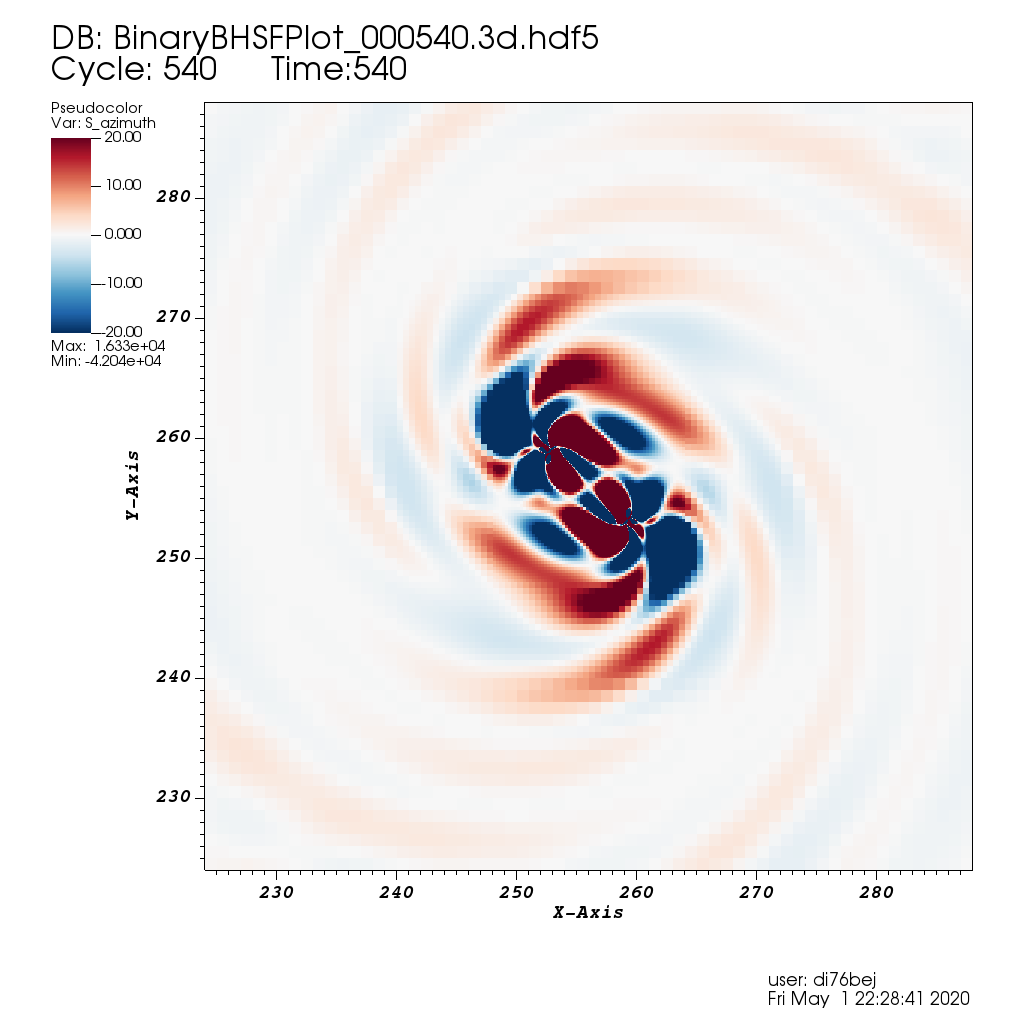 DB: BinaryBHSFPlot_000540.3d.hdf5
Cycle: 540 Time:540
Pseudocolor
Var: S_azimuth
20.00
10.00
0.000
-10.00
-20.00
Max: 1.633e+04
Min: -4.204e+04
280
270
260
250
240
230
Y-Axis
230 240 250 260 270 280
X-Axis
user: di76bej
Fri May 1 22:28:41 2020